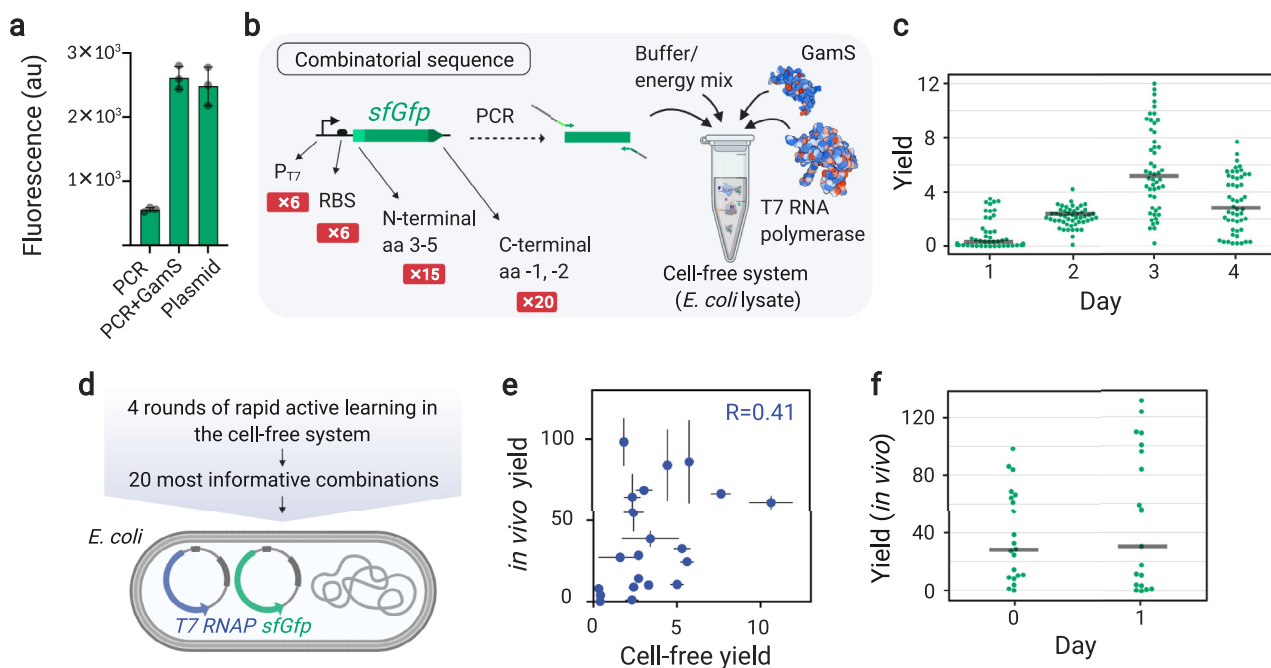 a
3×10³
2×10³
1×10³
Fluorescence (au)
PCR
PCR+GamS
Plasmid
b
Combinatorial sequence
sfGfp
PCR
P_T7
×6
RBS
×6
N-terminal
aa 3-5
×15
C-terminal
aa -1, -2
×20
Buffer/
energy mix
GamS
T7 RNA
polymerase
Cell-free system
(E. coli lysate)
c
12
8
4
0
Yield
1 2 3 4
Day
d
4 rounds of rapid active learning in
the cell-free system
20 most informative combinations
E. coli
T7 RNAP sfGfp
e
R=0.41
100
50
0
in vivo yield
0 5 10
Cell-free yield
f
120
80
40
0
Yield (in vivo)
0 1
Day